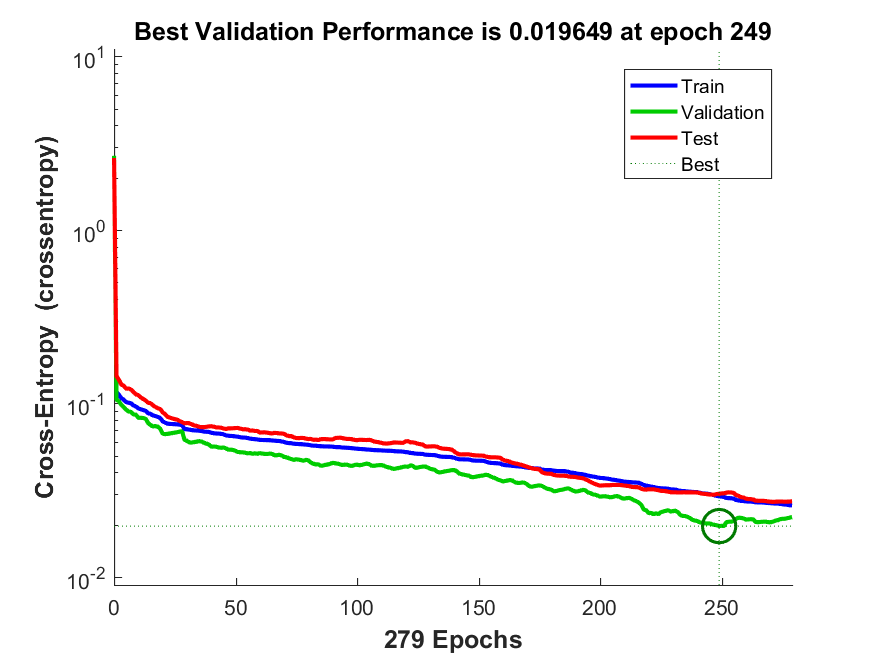 Best Validation Performance is 0.019649 at epoch 249
Cross-Entropy (crossentropy)
10^1
10^0
10^-1
10^-2
Train
Validation
Test
Best
0 50 100 150 200 250
279 Epochs